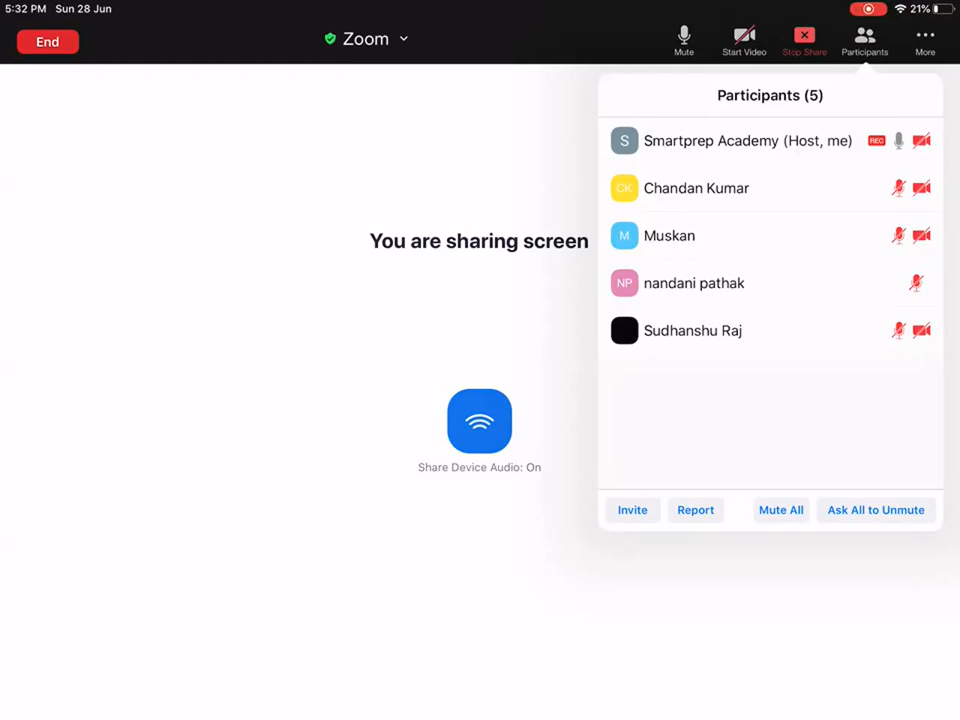 5:32 PM Sun 28 Jun
21%
End
Zoom
Mute
Start Video
Stop Share
Participants
More
Participants (5)
S Smartprep Academy (Host, me) REC
CK Chandan Kumar
M Muskan
You are sharing screen
NP nandani pathak
Sudhanshu Raj
Share Device Audio: On
Invite
Report
Mute All
Ask All to Unmute